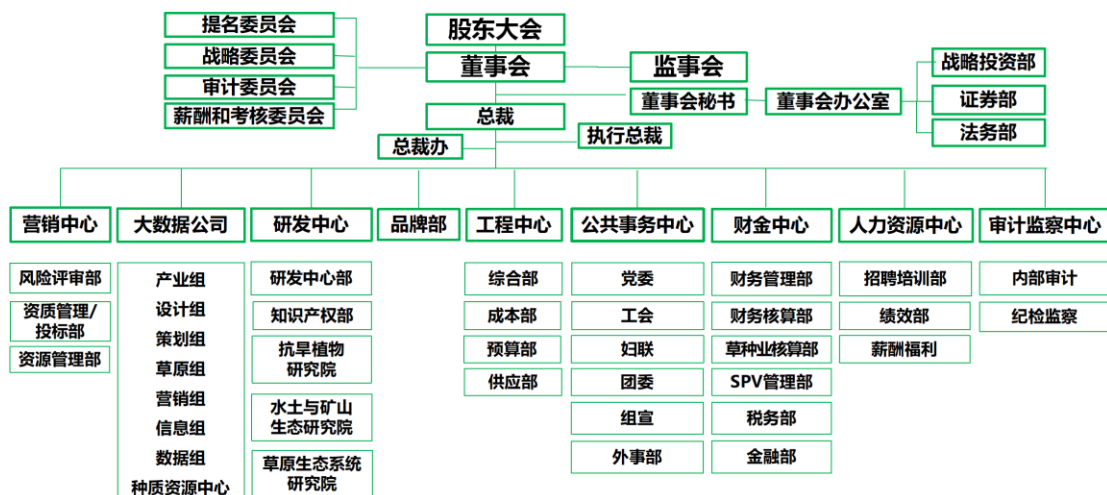 提名委员会
战略委员会
审计委员会
薪酬和考核委员会
股东大会
董事会
监事会
董事会秘书
董事会办公室
战略投资部
证券部
法务部
总裁
总裁办
执行总裁
营销中心
大数据公司
研发中心
品牌部
工程中心
公共事务中心
财金中心
人力资源中心
审计监察中心
风险评审部
资质管理/
投标部
资源管理部
产业组
设计组
策划组
草原组
营销组
信息组
数据组
种质资源中心
研发中心部
知识产权部
抗旱植物
研究院
水土与矿山
生态研究院
草原生态系统
研究院
综合部
成本部
预算部
供应部
党委
工会
妇联
团委
组宣
外事部
财务管理部
财务核算部
草种业核算部
SPV管理部
税务部
金融部
招聘培训部
绩效部
薪酬福利
内部审计
纪检监察